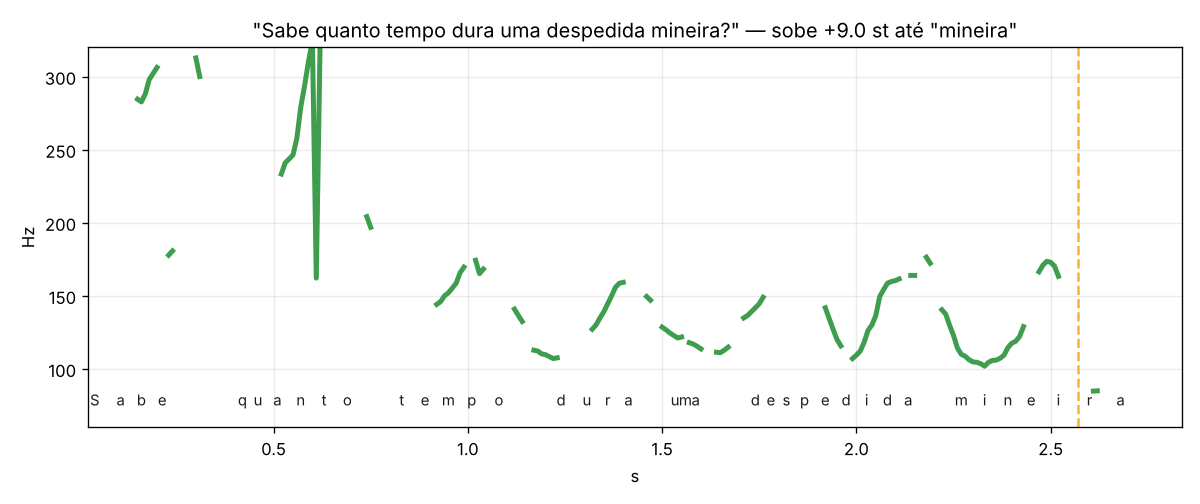 "Sabe quanto tempo dura uma despedida mineira?" — sobe +9.0 st até "mineira"
300
250
200
150
100
Hz
S a b e q u a n t o t e m p o d u r a uma d e s p e d i d a m i n e i r a
0.5 1.0 1.5 2.0 2.5
s